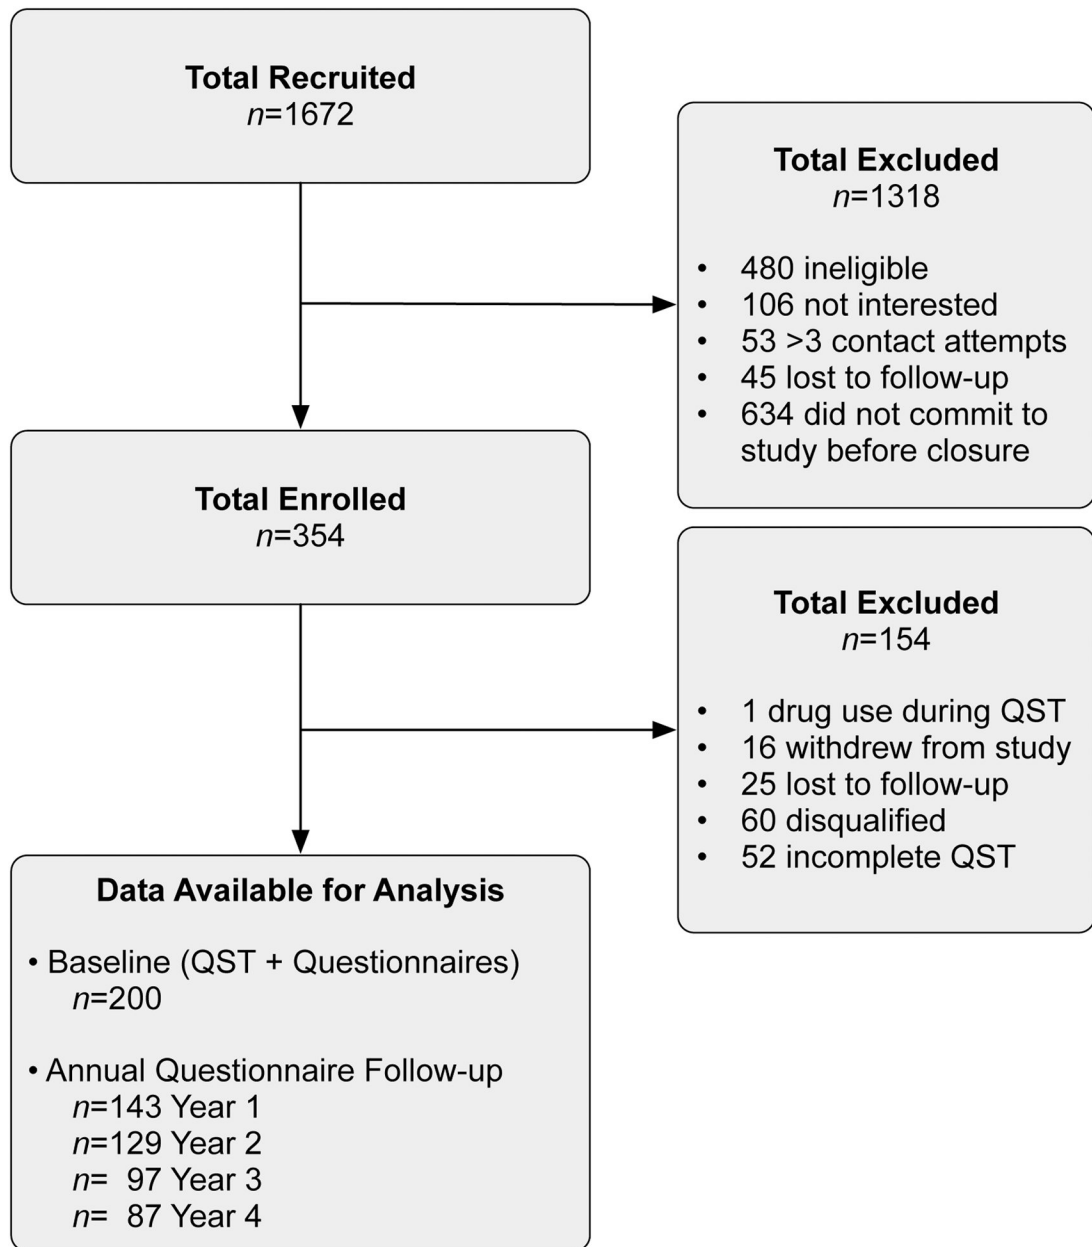 Total Recruited
n=1672
Total Excluded
n=1318
• 480 ineligible
• 106 not interested
• 53 >3 contact attempts
• 45 lost to follow-up
• 634 did not commit to
study before closure
Total Enrolled
n=354
Total Excluded
n=154
• 1 drug use during QST
• 16 withdrew from study
• 25 lost to follow-up
• 60 disqualified
• 52 incomplete QST
Data Available for Analysis
• Baseline (QST + Questionnaires)
n=200
• Annual Questionnaire Follow-up
n=143 Year 1
n=129 Year 2
n= 97 Year 3
n= 87 Year 4